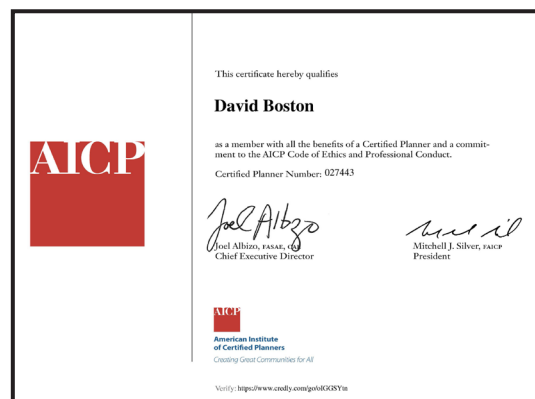 This certificate hereby qualifies
David Boston
AICP
as a member with all the benefits of a Certified Planner and a commit-
ment to the AICP Code of Ethics and Professional Conduct.
Certified Planner Number: 027443
Joel Albizo
Joel Albizo, FASAE, CAE
Chief Executive Director
Mitchell J. Silver, FAICP
President
AICP
American Institute
of Certified Planners
Creating Great Communities for All
Verify: https://www.credly.com/go/olGGSYtn